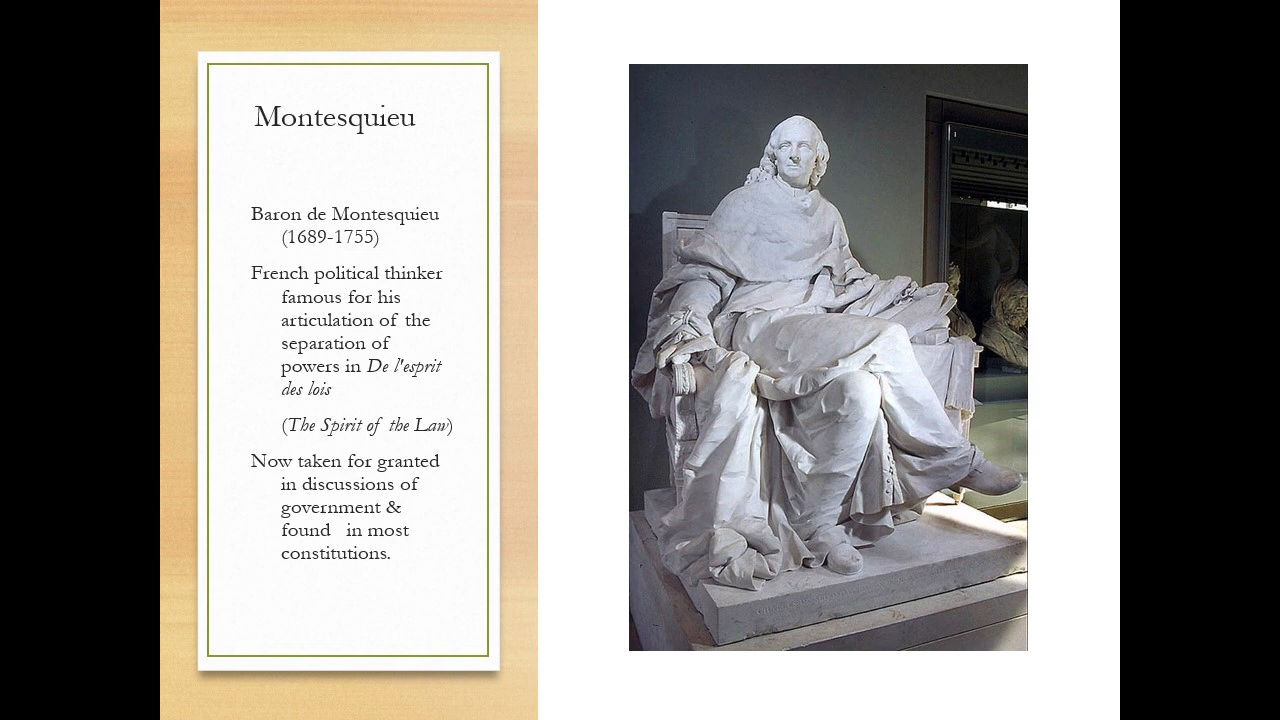 Montesquieu
Baron de Montesquieu
(1689-1755)
French political thinker
famous for his
articulation of the
separation of
powers in De l'esprit
des lois
(The Spirit of the Law)
Now taken for granted
in discussions of
government &
found in most
constitutions.